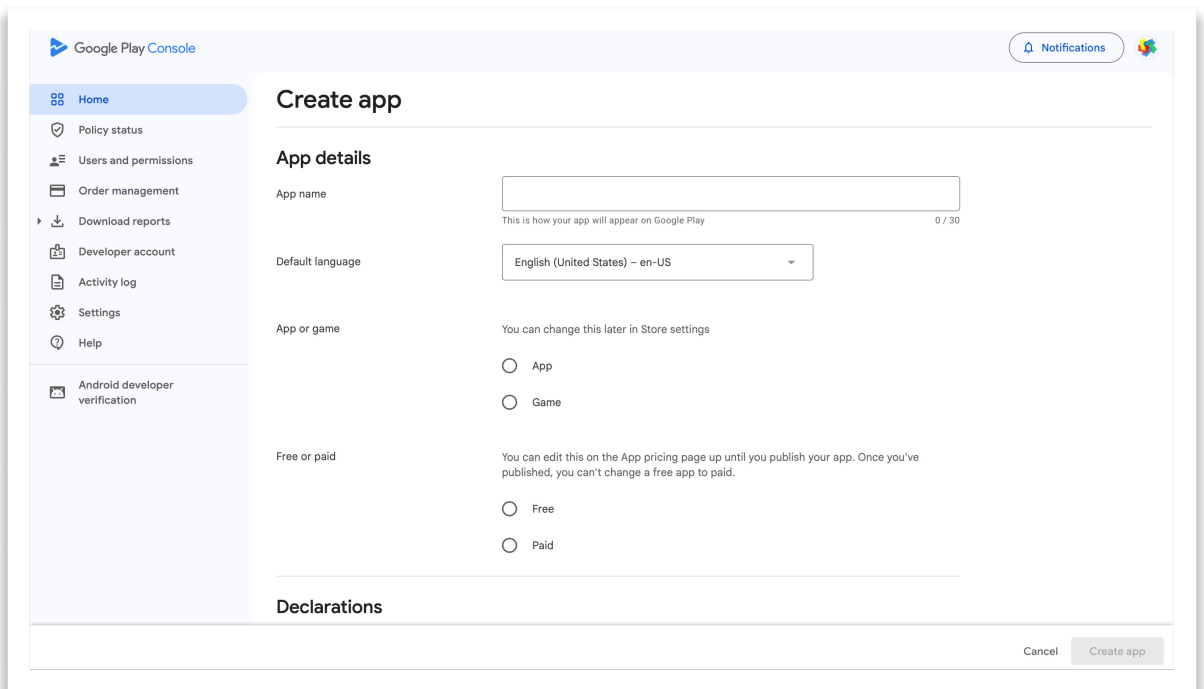 Google Play Console
Notifications
Home
Policy status
Users and permissions
Order management
Download reports
Developer account
Activity log
Settings
Help
Android developer
verification
Create app
App details
App name
This is how your app will appear on Google Play
0 / 30
Default language
English (United States) – en-US
App or game
You can change this later in Store settings
App
Game
Free or paid
You can edit this on the App pricing page up until you publish your app. Once you've
published, you can't change a free app to paid.
Free
Paid
Declarations
Cancel
Create app